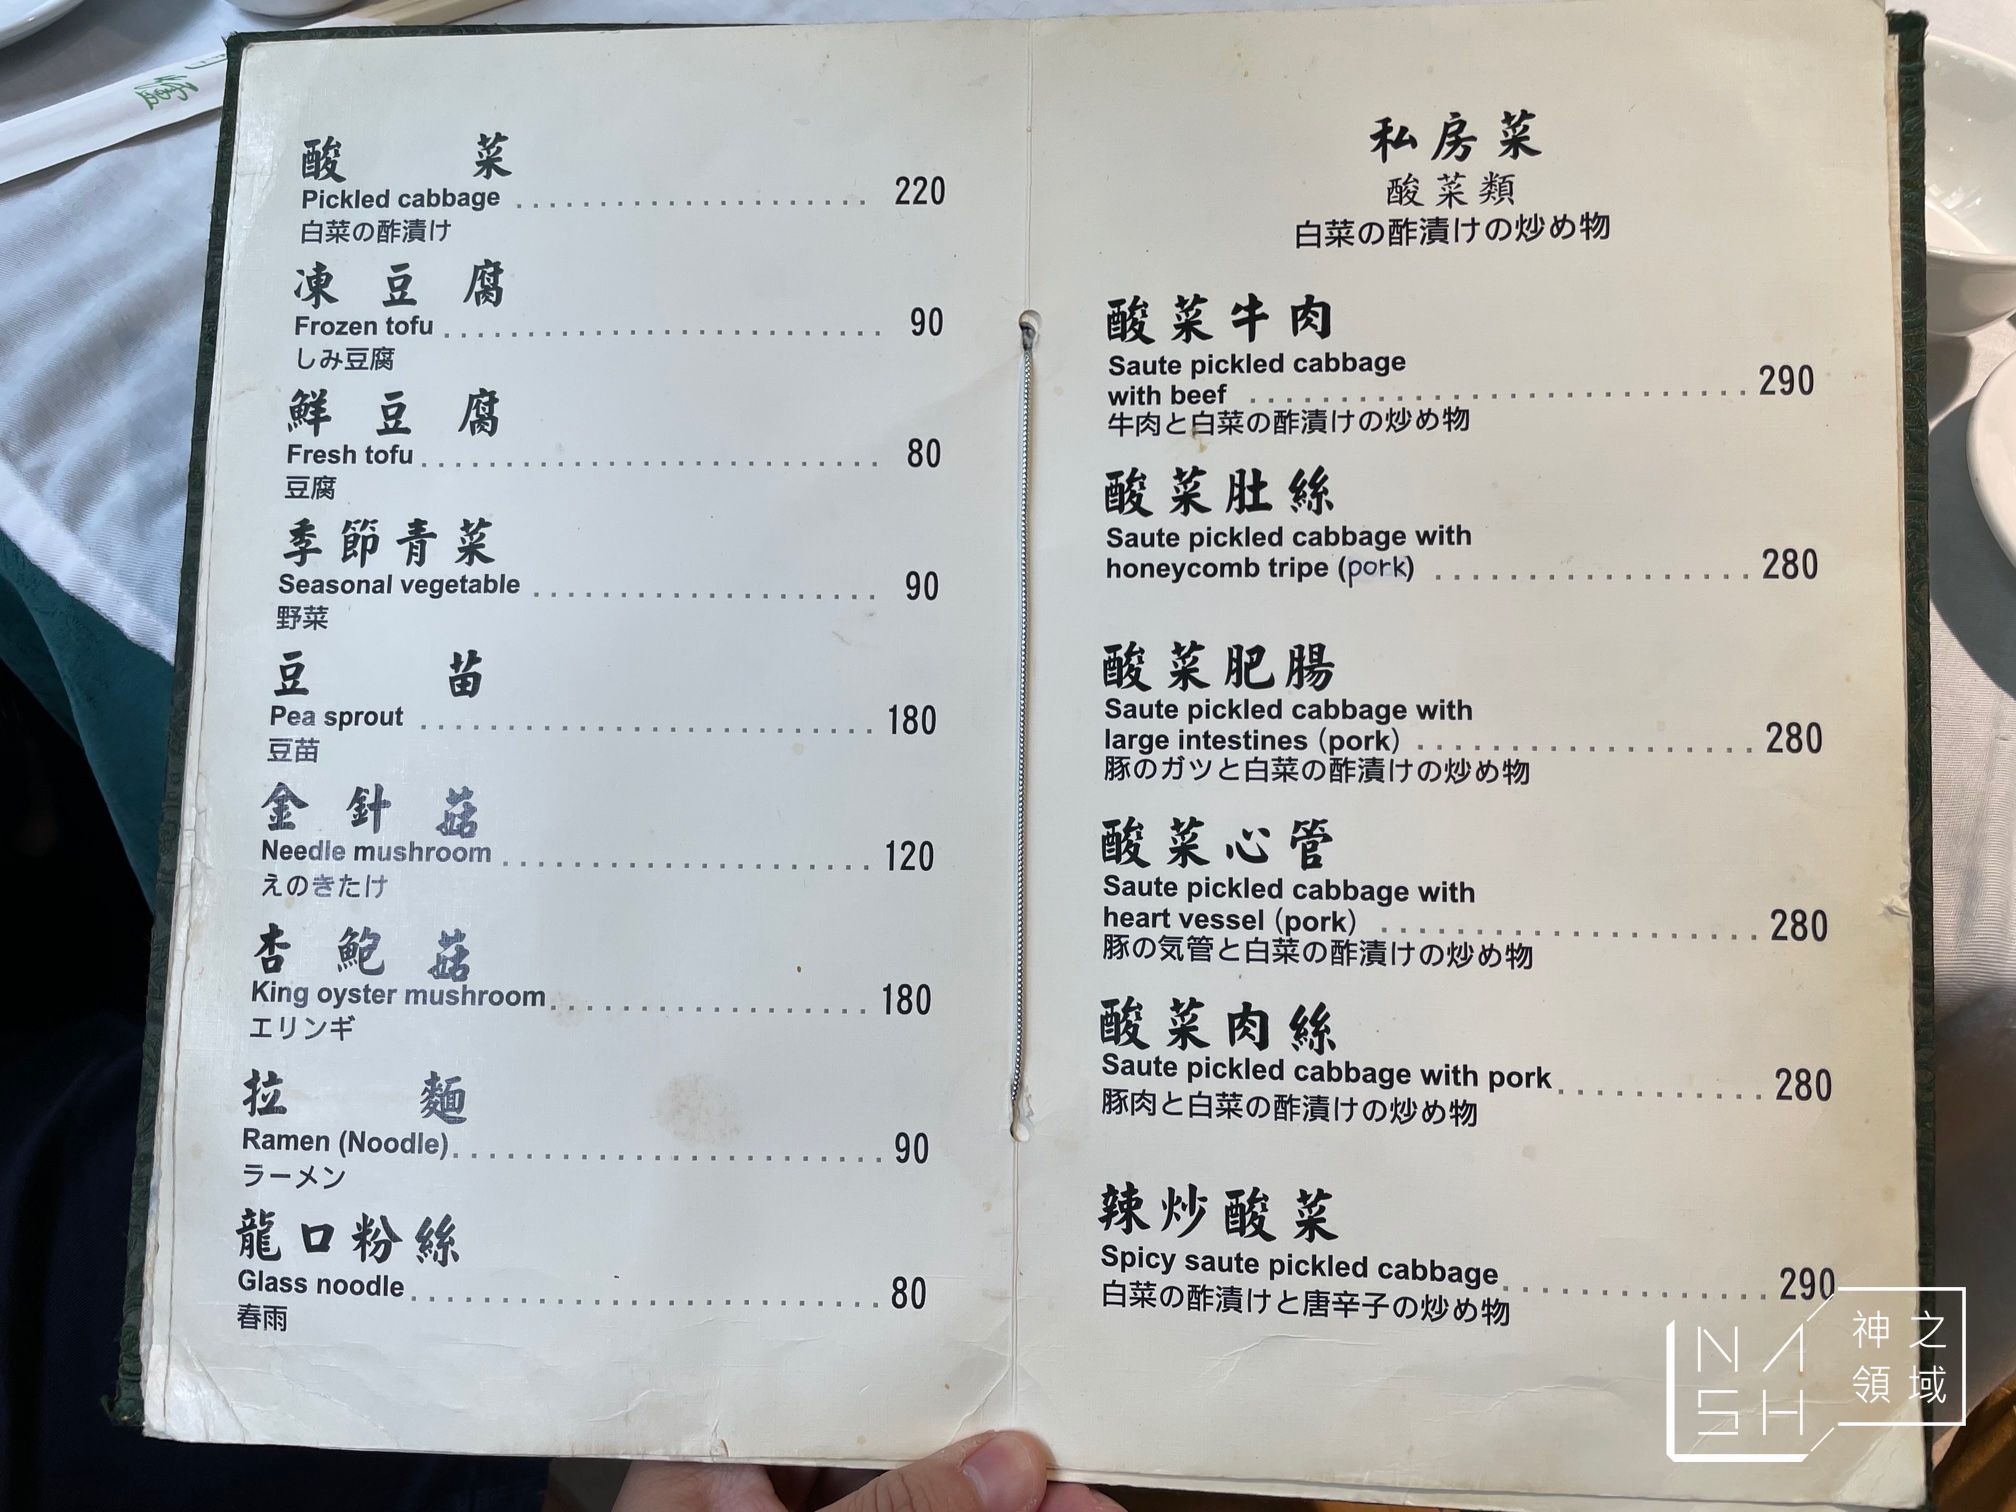 酸菜
Pickled cabbage 220
白菜の酢漬け
凍豆腐
Frozen tofu 90
しみ豆腐
鮮豆腐
Fresh tofu 80
豆腐
季節青菜
Seasonal vegetable 90
野菜
豆苗
Pea sprout 180
豆苗
金針菇
Needle mushroom 120
えのきたけ
杏鮑菇
King oyster mushroom 180
エリンギ
拉麵
Ramen (Noodle) 90
ラーメン
龍口粉絲
Glass noodle 80
春雨
私房菜
酸菜類
白菜の酢漬けの炒め物
酸菜牛肉
Saute pickled cabbage
with beef 290
牛肉と白菜の酢漬けの炒め物
酸菜肚絲
Saute pickled cabbage with
honeycomb tripe (pork) 280
酸菜肥腸
Saute pickled cabbage with
large intestines (pork) 280
豚のガツと白菜の酢漬けの炒め物
酸菜心管
Saute pickled cabbage with
heart vessel (pork) 280
豚の気管と白菜の酢漬けの炒め物
酸菜肉絲
Saute pickled cabbage with pork 280
豚肉と白菜の酢漬けの炒め物
辣炒酸菜
Spicy saute pickled cabbage 290
白菜の酢漬けと唐辛子の炒め物
NASH
神之領域